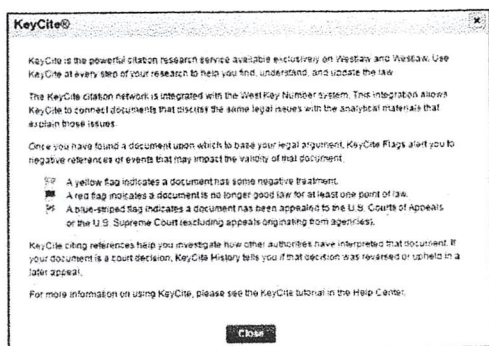 KeyCite®
KeyCite is the powerful citation research service available exclusively on Westlaw and Westlaw. Use
KeyCite at every step of your research to help you find, understand, and update the law.
The KeyCite citation network is integrated with the West Key Number system. This integration allows
KeyCite to connect documents that discuss the same legal issues with the analytical materials that
explain those issues.
Once you have found a document upon which to base your legal argument, KeyCite Flags alert you to
negative references or events that may impact the validity of that document.
A yellow flag indicates a document has some negative treatment.
A red flag indicates a document is no longer good law for at least one point of law.
A blue-striped flag indicates a document has been appealed to the U.S. Courts of Appeals
or the U.S. Supreme Court (excluding appeals originating from agencies).
KeyCite citing references help you investigate how other authorities have interpreted that document. If
your document is a court decision, KeyCite History tells you if that decision was reversed or upheld in a
later appeal.
For more information on using KeyCite, please see the KeyCite tutorial in the Help Center.
Close